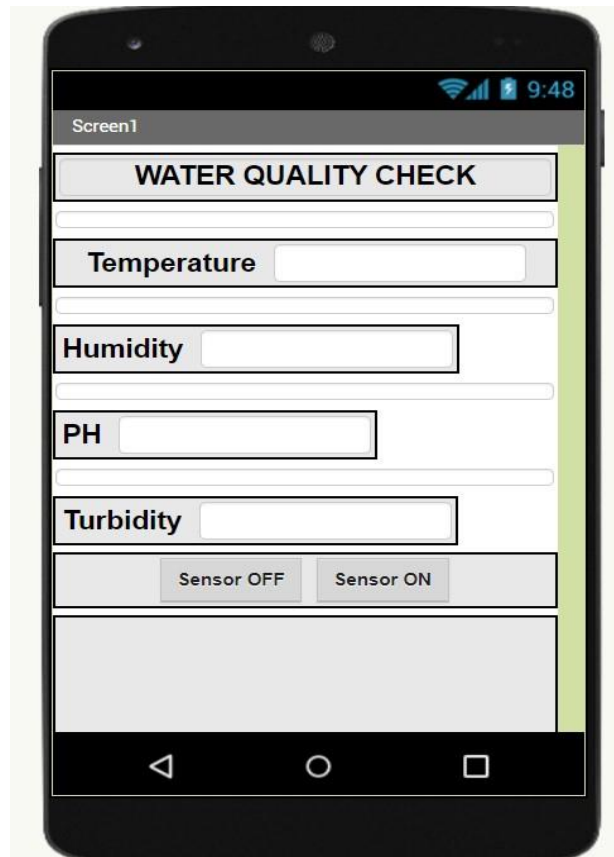 9:48
Screen1
WATER QUALITY CHECK
Temperature
Humidity
PH
Turbidity
Sensor OFF Sensor ON